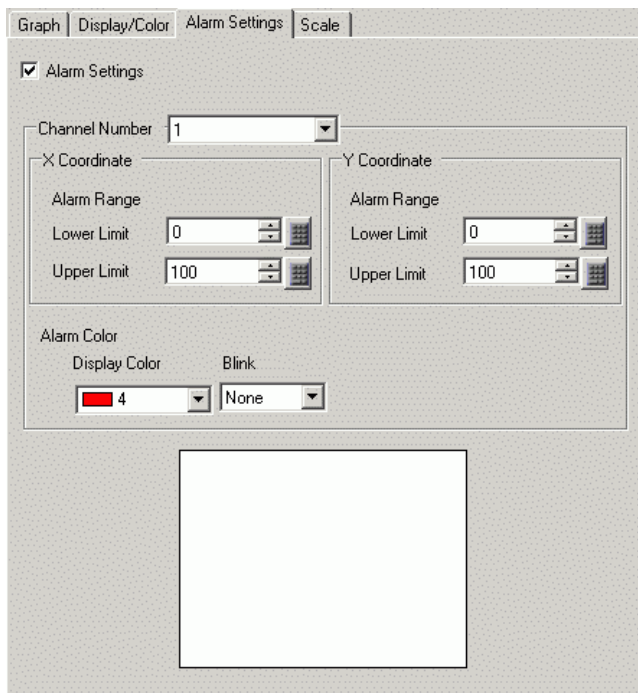 Graph Display/Color Alarm Settings Scale
Alarm Settings
Channel Number 1
X Coordinate Y Coordinate
Alarm Range Alarm Range
Lower Limit 0 Lower Limit 0
Upper Limit 100 Upper Limit 100
Alarm Color
Display Color Blink
4 None